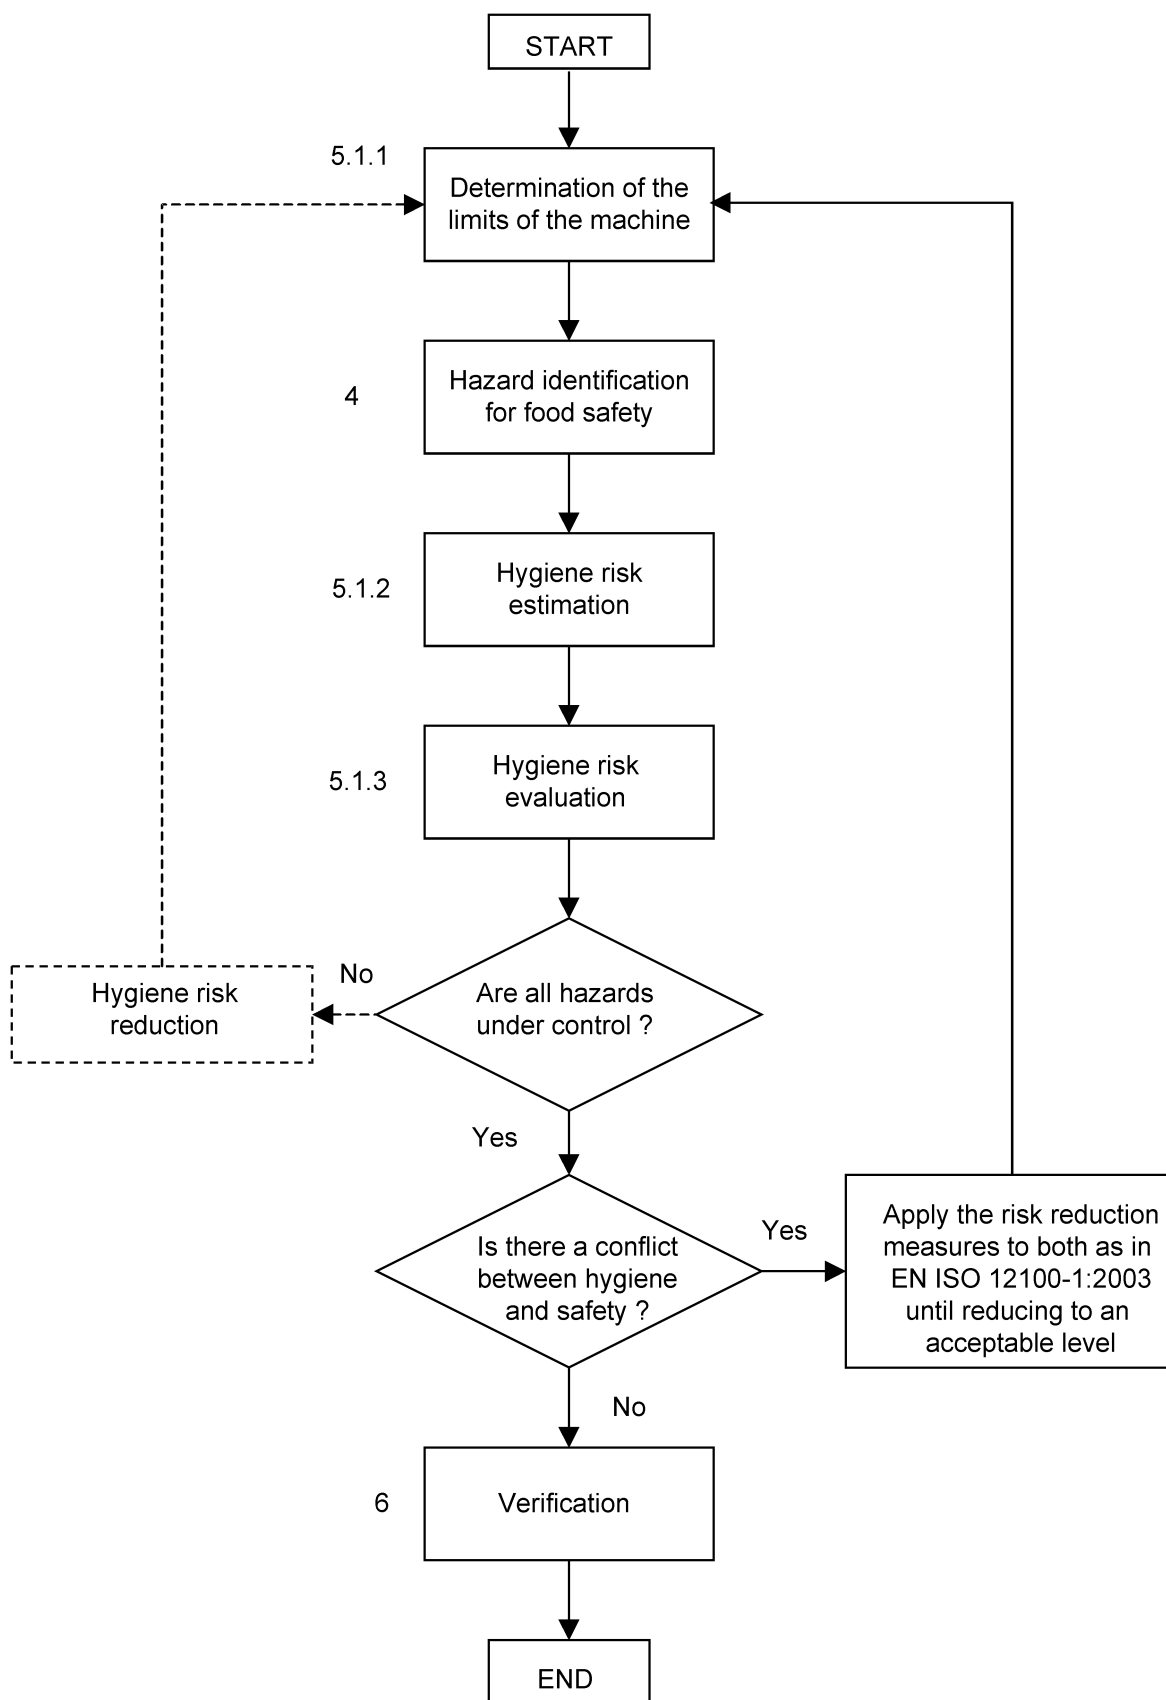 START
5.1.1
Determination of the
limits of the machine
4
Hazard identification
for food safety
5.1.2
Hygiene risk
estimation
5.1.3
Hygiene risk
evaluation
No
Hygiene risk
reduction
Are all hazards
under control ?
Yes
Is there a conflict
between hygiene
and safety ?
Yes
Apply the risk reduction
measures to both as in
EN ISO 12100-1:2003
until reducing to an
acceptable level
No
6
Verification
END